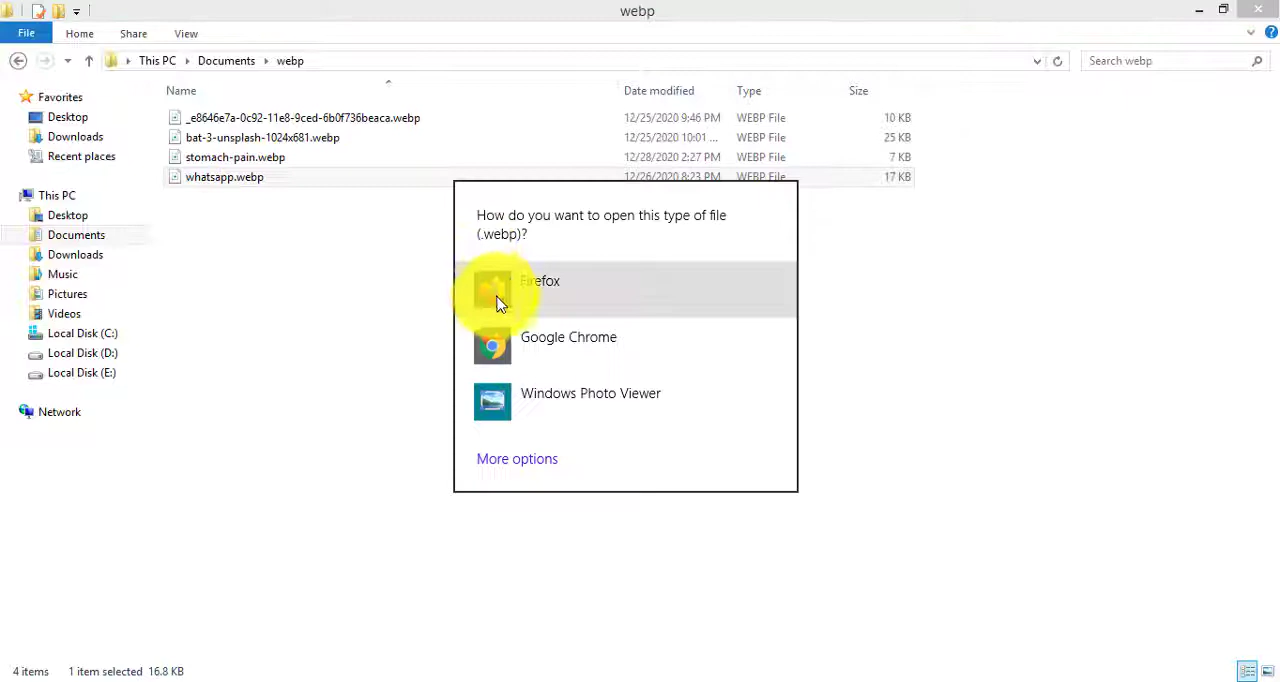 webp
File Home Share View
This PC Documents webp Search webp
Name Date modified Type Size
Favorites
Desktop
Downloads
Recent places
This PC
Desktop
Documents
Downloads
Music
Pictures
Videos
Local Disk (C:)
Local Disk (D:)
Local Disk (E:)
Network
_e8646e7a-0c92-11e8-9ced-6b0f736beaca.webp 12/25/2020 9:46 PM WEBP File 10 KB
bat-3-unsplash-1024x681.webp 12/25/2020 10:01 ... WEBP File 25 KB
stomach-pain.webp 12/28/2020 2:27 PM WEBP File 7 KB
whatsapp.webp 12/26/2020 8:23 PM WEBP File 17 KB
How do you want to open this type of file
(.webp)?
Firefox
Google Chrome
Windows Photo Viewer
More options
4 items 1 item selected 16.8 KB